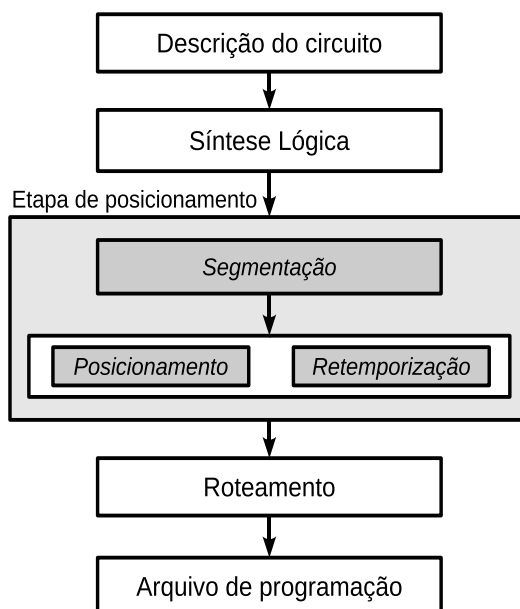 Descrição do circuito
Síntese Lógica
Etapa de posicionamento
Segmentação
Posicionamento
Retemporização
Roteamento
Arquivo de programação